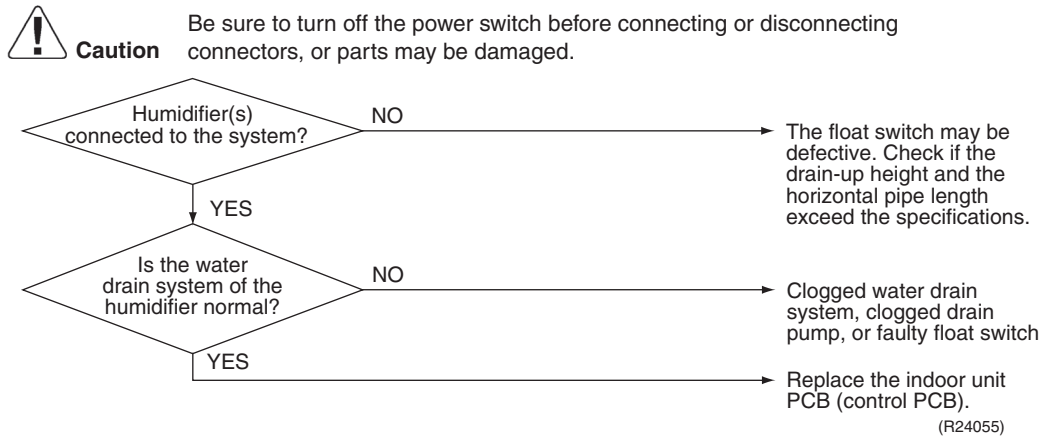 Be sure to turn off the power switch before connecting or disconnecting
Caution connectors, or parts may be damaged.
Humidifier(s)
connected to the system?
NO
The float switch may be
defective. Check if the
drain-up height and the
horizontal pipe length
exceed the specifications.
YES
Is the water
drain system of the
humidifier normal?
NO
Clogged water drain
system, clogged drain
pump, or faulty float switch
YES
Replace the indoor unit
PCB (control PCB).
(R24055)